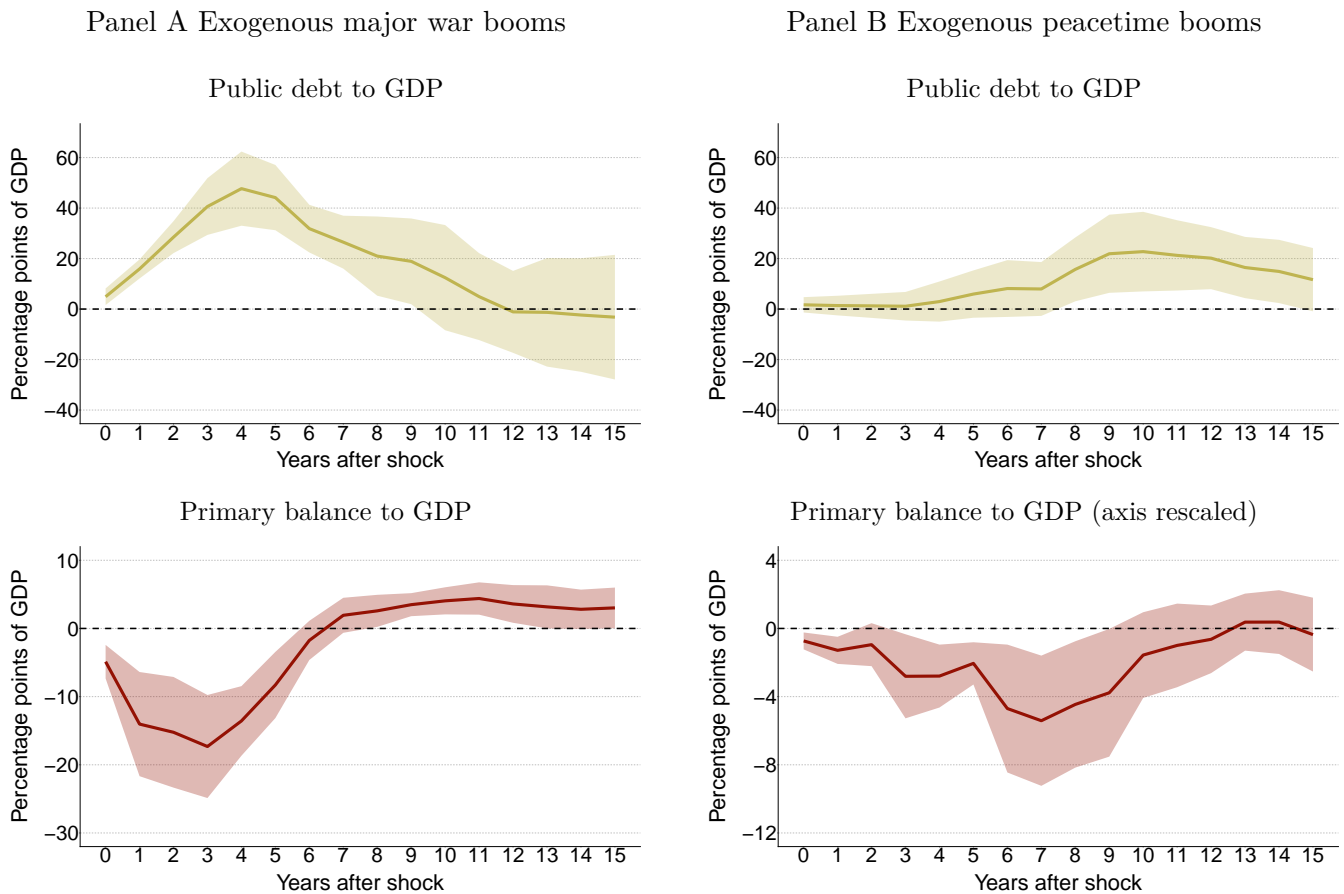 Panel A Exogenous major war booms
Public debt to GDP
Percentage points of GDP
60
40
20
0
−20
−40
0 1 2 3 4 5 6 7 8 9 10 11 12 13 14 15
Years after shock
Primary balance to GDP
Percentage points of GDP
10
0
−10
−20
−30
0 1 2 3 4 5 6 7 8 9 10 11 12 13 14 15
Years after shock
Panel B Exogenous peacetime booms
Public debt to GDP
Percentage points of GDP
60
40
20
0
−20
−40
0 1 2 3 4 5 6 7 8 9 10 11 12 13 14 15
Years after shock
Primary balance to GDP (axis rescaled)
Percentage points of GDP
4
0
−4
−8
−12
0 1 2 3 4 5 6 7 8 9 10 11 12 13 14 15
Years after shock